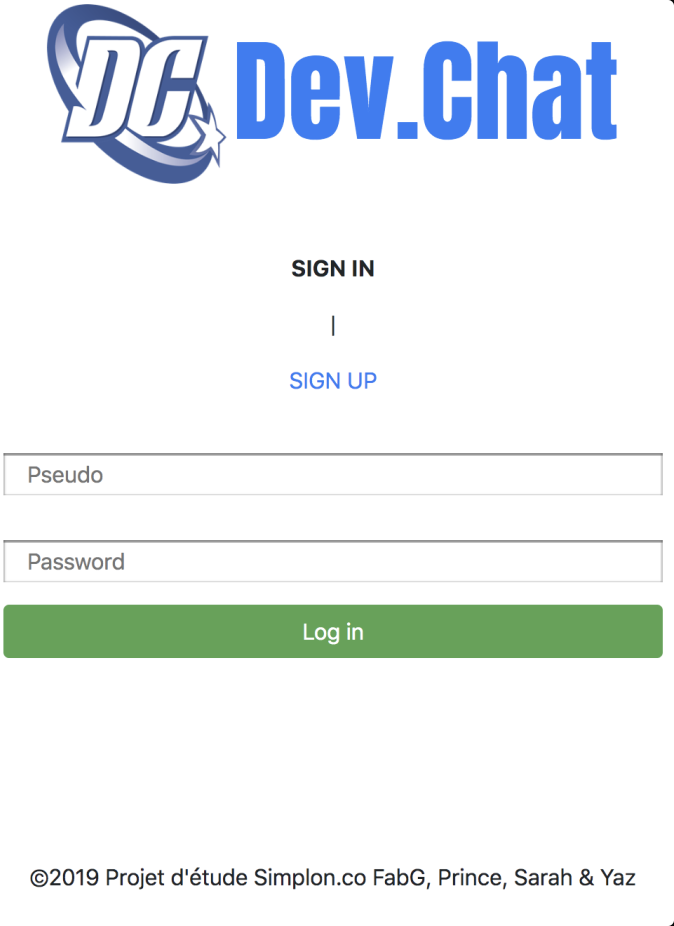 DC Dev.Chat
SIGN IN
|
SIGN UP
Pseudo
Password
Log in
©2019 Projet d'étude Simplon.co FabG, Prince, Sarah & Yaz